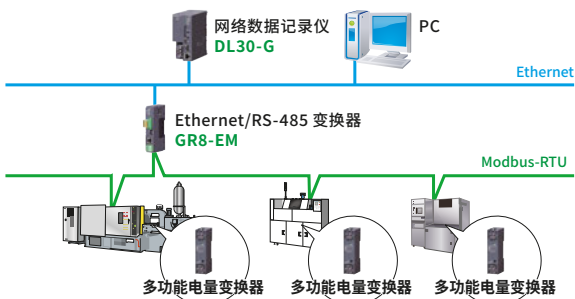 网络数据记录仪
DL30-G
PC
Ethernet
Ethernet/RS-485 变换器
GR8-EM
Modbus-RTU
多功能电量变换器
多功能电量变换器
多功能电量变换器